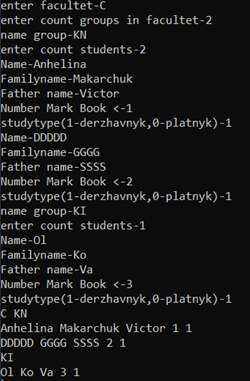 enter facultet-C
enter count groups in facultet-2
name group-KN
enter count students-2
Name-Anhelina
Familyname-Makarchuk
Father name-Victor
Number Mark Book <-1
studytype(1-derzhavnyk,0-platnyk)-1
Name-DDDDD
Familyname-GGGG
Father name-SSSS
Number Mark Book <-2
studytype(1-derzhavnyk,0-platnyk)-1
name group-KI
enter count students-1
Name-Ol
Familyname-Ko
Father name-Va
Number Mark Book <-3
studytype(1-derzhavnyk,0-platnyk)-1
C KN
Anhelina Makarchuk Victor 1 1
DDDDD GGGG SSSS 2 1
KI
Ol Ko Va 3 1